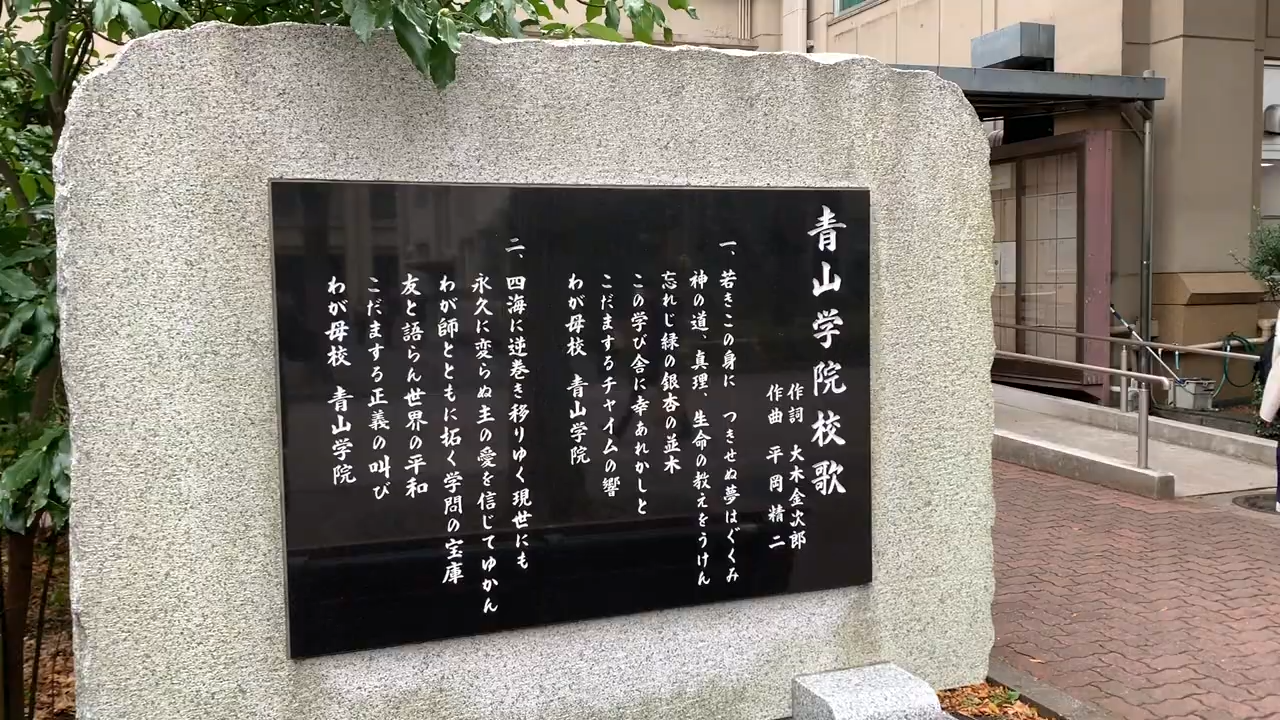 青山学院校歌
作詞 大木金次郎
作曲 平岡精二
一、若きこの身に つきせぬ夢はぐくみ
神の道、真理、生命の教えをうけん
忘れじ緑の銀杏の並木
この学び舎に幸あれかしと
こだまするチャイムの響
わが母校 青山学院
二、四海に逆巻き移りゆく現世にも
永久に変らぬ主の愛を信じてゆかん
わが師とともに拓く学問の宝庫
友と語らん世界の平和
こだまする正義の叫び
わが母校 青山学院